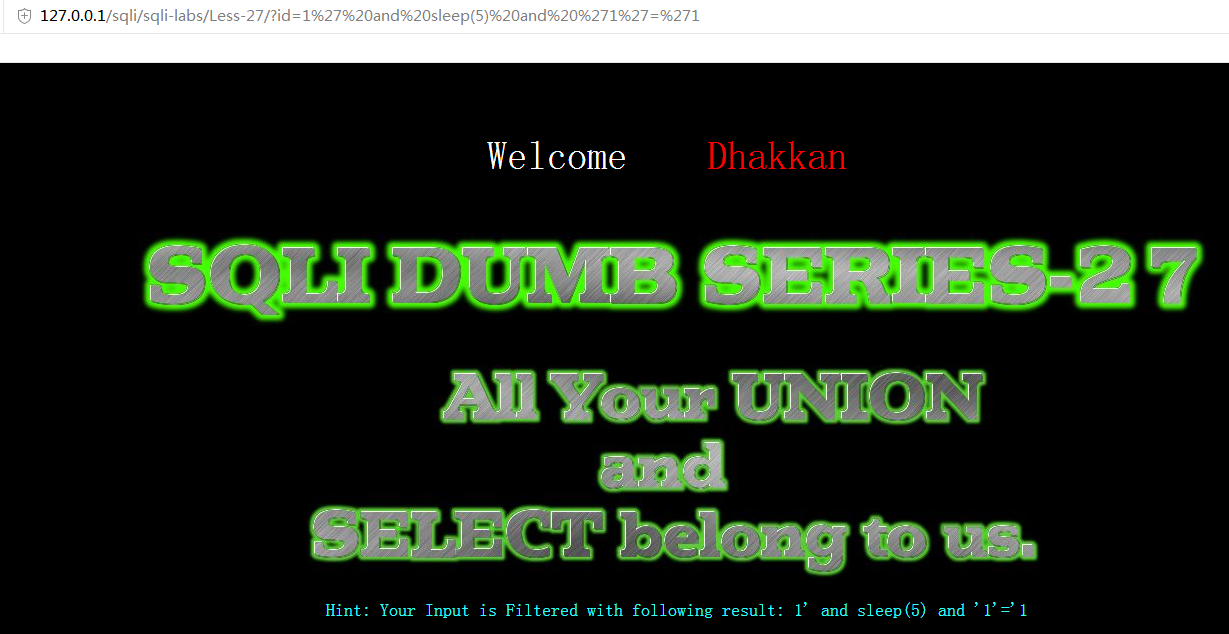 127.0.0.1/sqli/sqli-labs/Less-27/?id=1%27%20and%20sleep(5)%20and%20%271%27=%271
Welcome Dhakkan
SQLI DUMB SERIES-27
All Your UNION
and
SELECT belong to us.
Hint: Your Input is Filtered with following result: 1' and sleep(5) and '1'='1